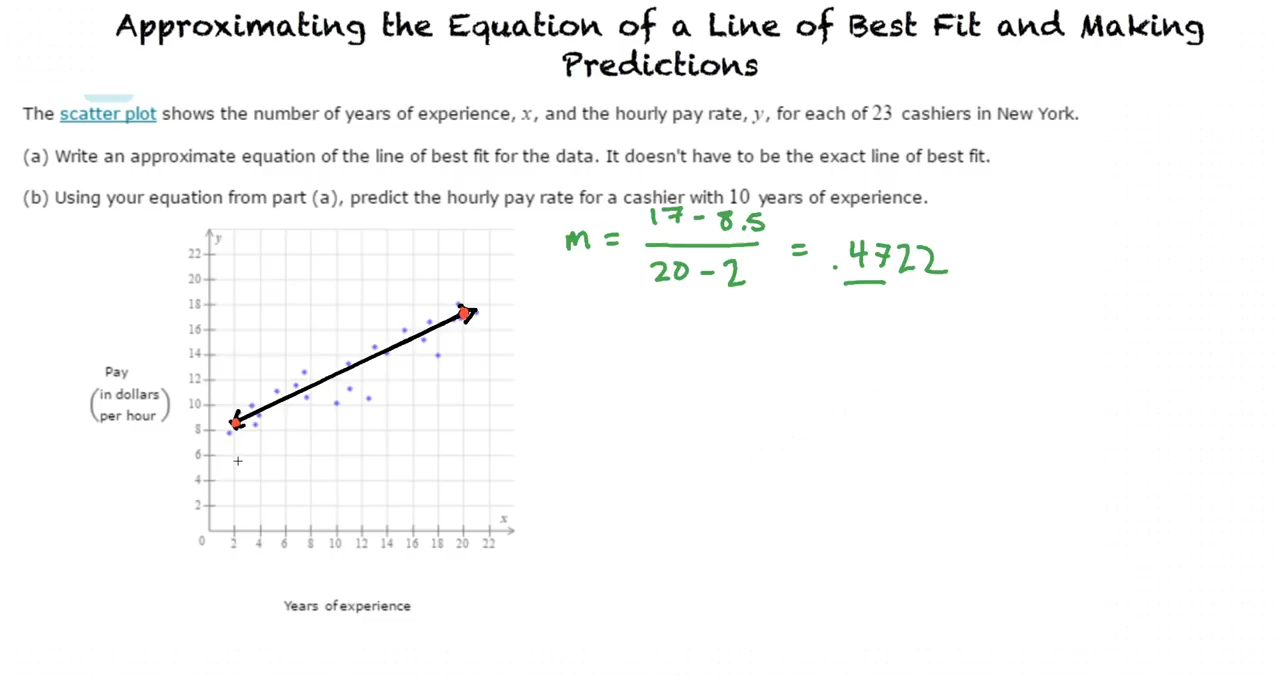 Approximating the Equation of a Line of Best Fit and Making
Predictions
The scatter plot shows the number of years of experience, x, and the hourly pay rate, y, for each of 23 cashiers in New York.
(a) Write an approximate equation of the line of best fit for the data. It doesn't have to be the exact line of best fit.
(b) Using your equation from part (a), predict the hourly pay rate for a cashier with 10 years of experience.
m = 17 - 8.5 / 20 - 2 = .4722
y
22
20
18
16
14
12
10
8
6
4
2
Pay
(in dollars
per hour)
x
0 2 4 6 8 10 12 14 16 18 20 22
Years of experience